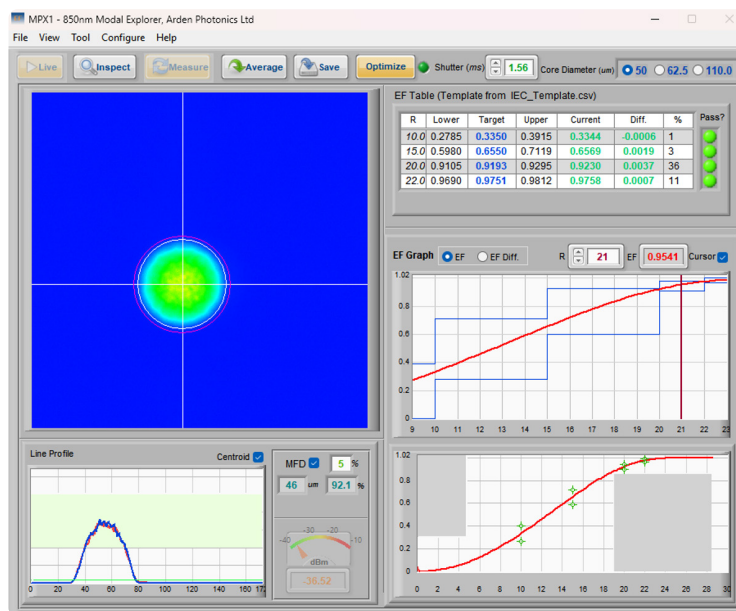 MPX1 - 850nm Modal Explorer, Arden Photonics Ltd
File View Tool Configure Help
Live Inspect Measure Average Save Optimize Shutter (ms) 1.56 Core Diameter (um) 50 62.5 110.0
EF Table (Template from IEC_Template.csv)
R Lower Target Upper Current Diff. % Pass?
10.0 0.2785 0.3350 0.3915 0.3344 -0.0006 1
15.0 0.5980 0.6550 0.7119 0.6569 0.0019 3
20.0 0.9105 0.9193 0.9295 0.9230 0.0037 36
22.0 0.9690 0.9751 0.9812 0.9758 0.0007 11
EF Graph EF EF Diff. R 21 EF 0.9541 Cursor
1.02
0.8
0.6
0.4
0.2
0
9 10 11 12 13 14 15 16 17 18 19 20 21 22 23
Line Profile Centroid
0 20 40 60 80 100 120 140 160 172
MFD 5 %
46 um 92.1 %
-40 -30 -20 -10
dBm
-36.52
1.02
0.8
0.6
0.4
0.2
0
0 2 4 6 8 10 12 14 16 18 20 22 24 26 28 30